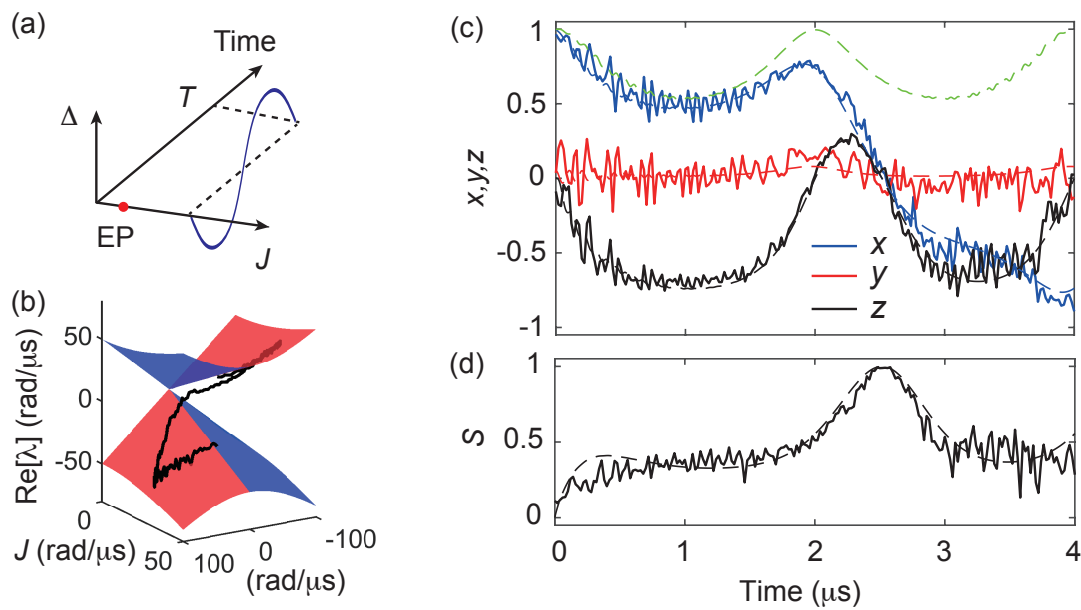 (a)
Time
T
Δ
EP
J
(b)
50
0
-50
Re[λ] (rad/μs)
0
J (rad/μs)
50
100
0
-100
(rad/μs)
(c)
1
0.5
0
-0.5
-1
x,y,z
x
y
z
(d)
1
0.5
0
S
0
1
2
3
4
Time (μs)